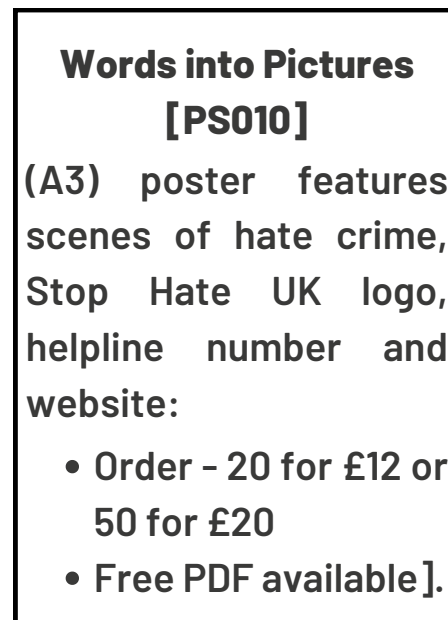 Words into Pictures
[PS010]
(A3) poster features
scenes of hate crime,
Stop Hate UK logo,
helpline number and
website:
• Order - 20 for £12 or
50 for £20
• Free PDF available].